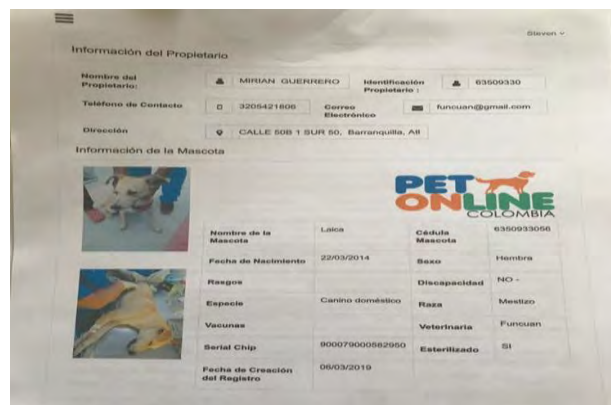 Steven
Información del Propietario
Nombre del Propietario: MIRIAN GUERRERO Identificación Propietario : 63509330
Teléfono de Contacto 3205421606 Correo Electrónico funcuan@gmail.com
Dirección CALLE 50B 1 SUR 50, Barranquilla, Atl
Información de la Mascota
PET ONLINE COLOMBIA
Nombre de la Mascota Laica Cédula Mascota 6350933056
Fecha de Nacimiento 22/03/2014 Sexo Hembra
Rasgos Discapacidad NO -
Especie Canino doméstico Raza Mestizo
Vacunas Veterinaria Funcuan
Serial Chip 900079000882950 Esterilizado SI
Fecha de Creación del Registro 06/03/2019